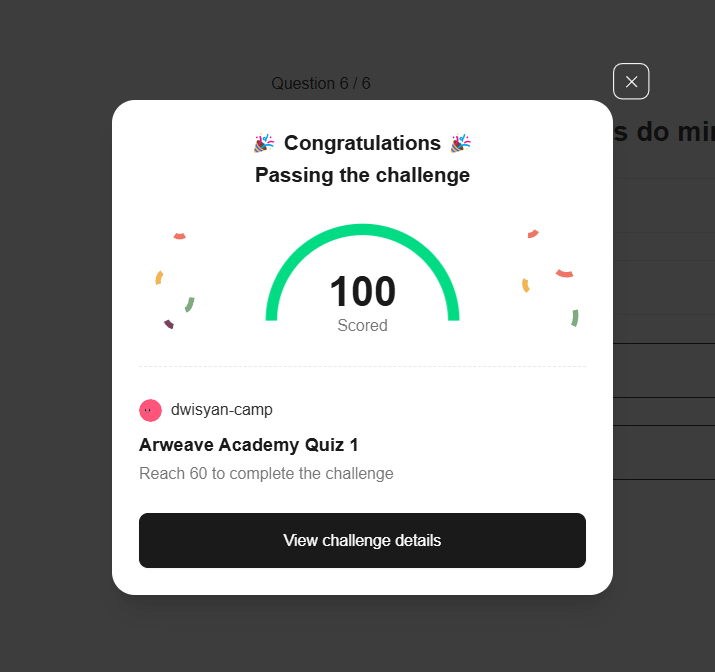 Question 6 / 6
s do mi
🎉 Congratulations 🎉
Passing the challenge
100
Scored
dwisyan-camp
Arweave Academy Quiz 1
Reach 60 to complete the challenge
View challenge details